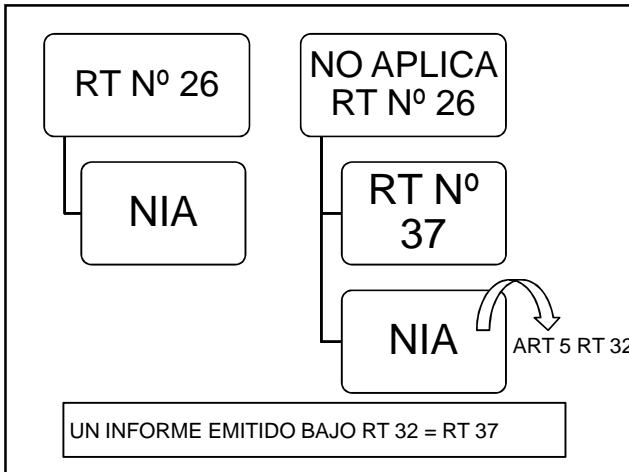 RT Nº 26
NIA
NO APLICA
RT Nº 26
RT Nº
37
NIA
ART 5 RT 32
UN INFORME EMITIDO BAJO RT 32 = RT 37